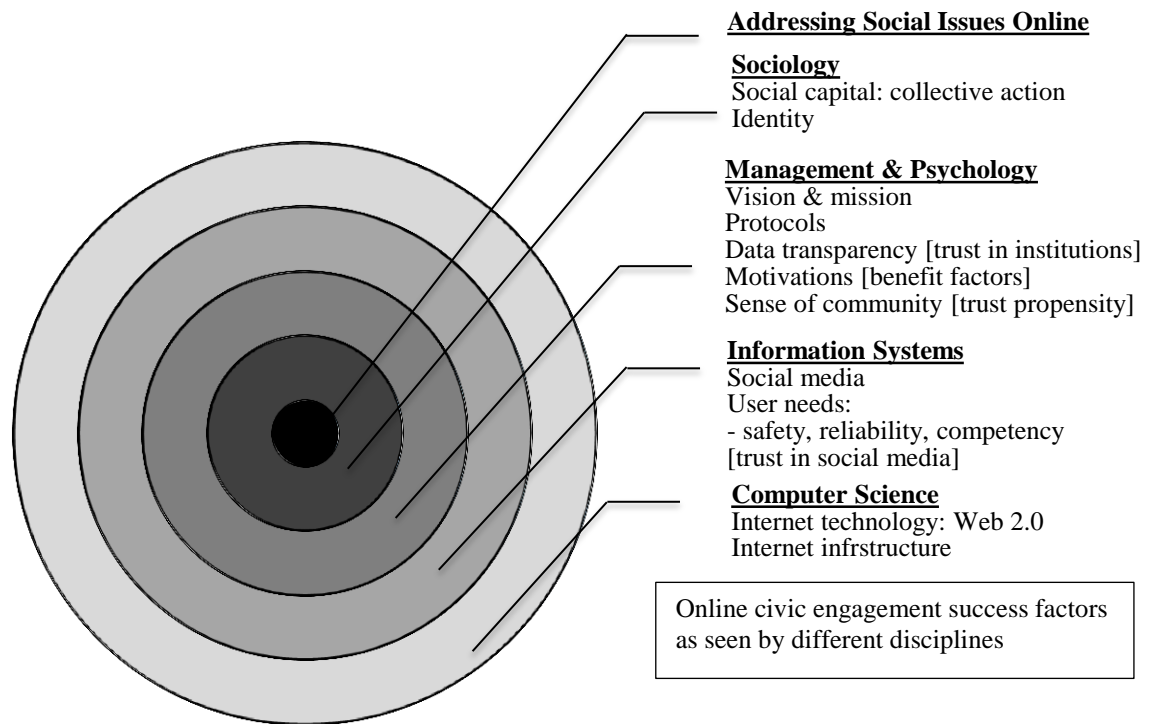 Addressing Social Issues Online
Sociology
Social capital: collective action
Identity
Management & Psychology
Vision & mission
Protocols
Data transparency [trust in institutions]
Motivations [benefit factors]
Sense of community [trust propensity]
Information Systems
Social media
User needs:
- safety, reliability, competency
[trust in social media]
Computer Science
Internet technology: Web 2.0
Internet infrstructure
Online civic engagement success factors
as seen by different disciplines